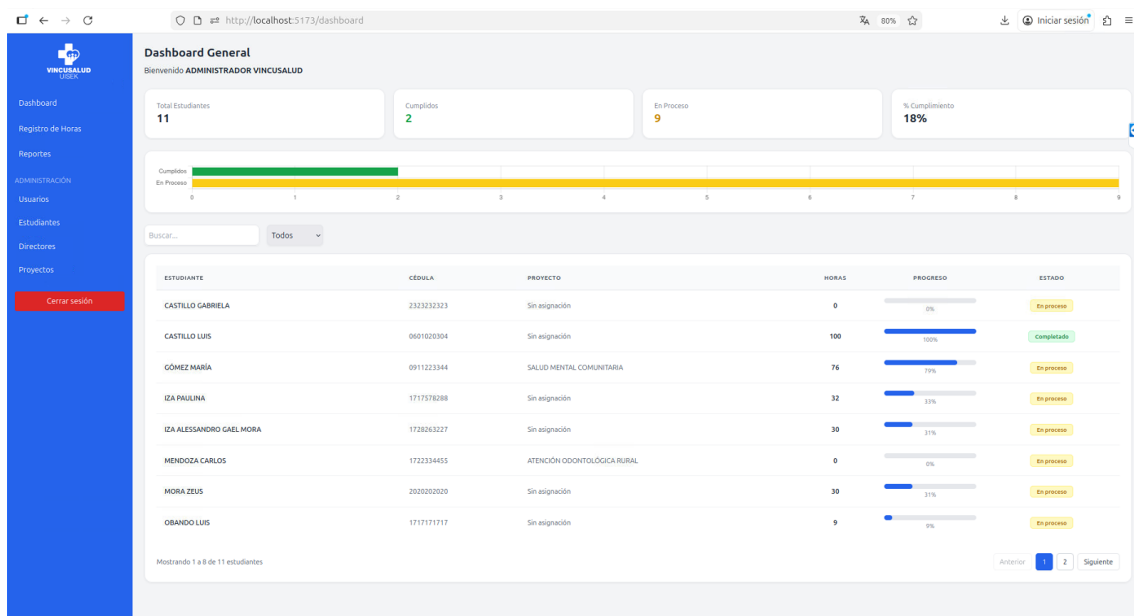 http://localhost:5173/dashboard
80%
Iniciar sesión
VINCUSALUD
UISEK
Dashboard
Registro de Horas
Reportes
ADMINISTRACIÓN
Usuarios
Estudiantes
Directores
Proyectos
Cerrar sesión
Dashboard General
Bienvenido ADMINISTRADOR VINCUSALUD
Total Estudiantes
11
Cumplidos
2
En Proceso
9
% Cumplimiento
18%
Cumplidos
En Proceso
0 1 2 3 4 5 6 7 8 9
Buscar...
Todos
ESTUDIANTE CÉDULA PROYECTO HORAS PROGRESO ESTADO
CASTILLO GABRIELA 2323232323 Sin asignación 0 0% En proceso
CASTILLO LUIS 0601020304 Sin asignación 100 100% Completado
GÓMEZ MARÍA 0911223344 SALUD MENTAL COMUNITARIA 76 79% En proceso
IZA PAULINA 1717578288 Sin asignación 32 33% En proceso
IZA ALESSANDRO GAEL MORA 1728263227 Sin asignación 30 31% En proceso
MENDOZA CARLOS 1722334455 ATENCIÓN ODONTOLÓGICA RURAL 0 0% En proceso
MORA ZEUS 2020202020 Sin asignación 30 31% En proceso
OBANDO LUIS 1717171717 Sin asignación 9 9% En proceso
Mostrando 1 a 8 de 11 estudiantes
Anterior 1 2 Siguiente